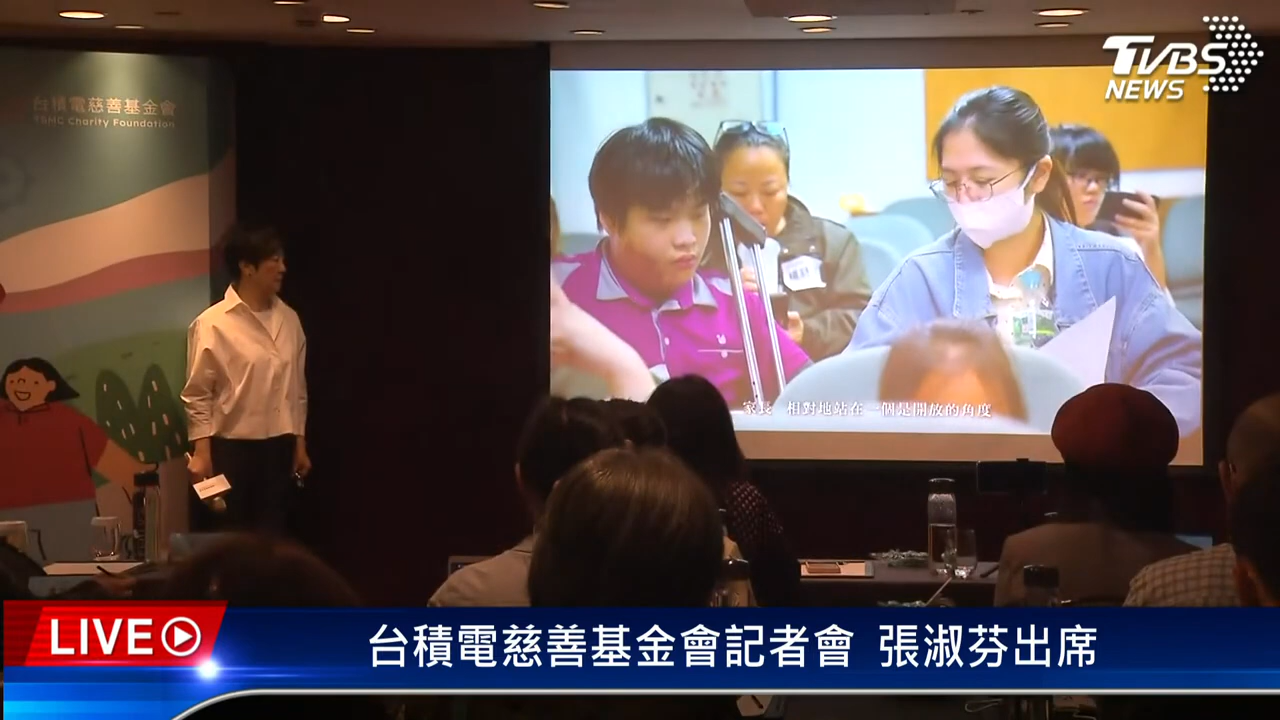 台積電慈善基金會
TSMC Charity Foundation
TVBS
NEWS
家長 相對地站在一個是開放的角度
LIVE
台積電慈善基金會記者會 張淑芬出席